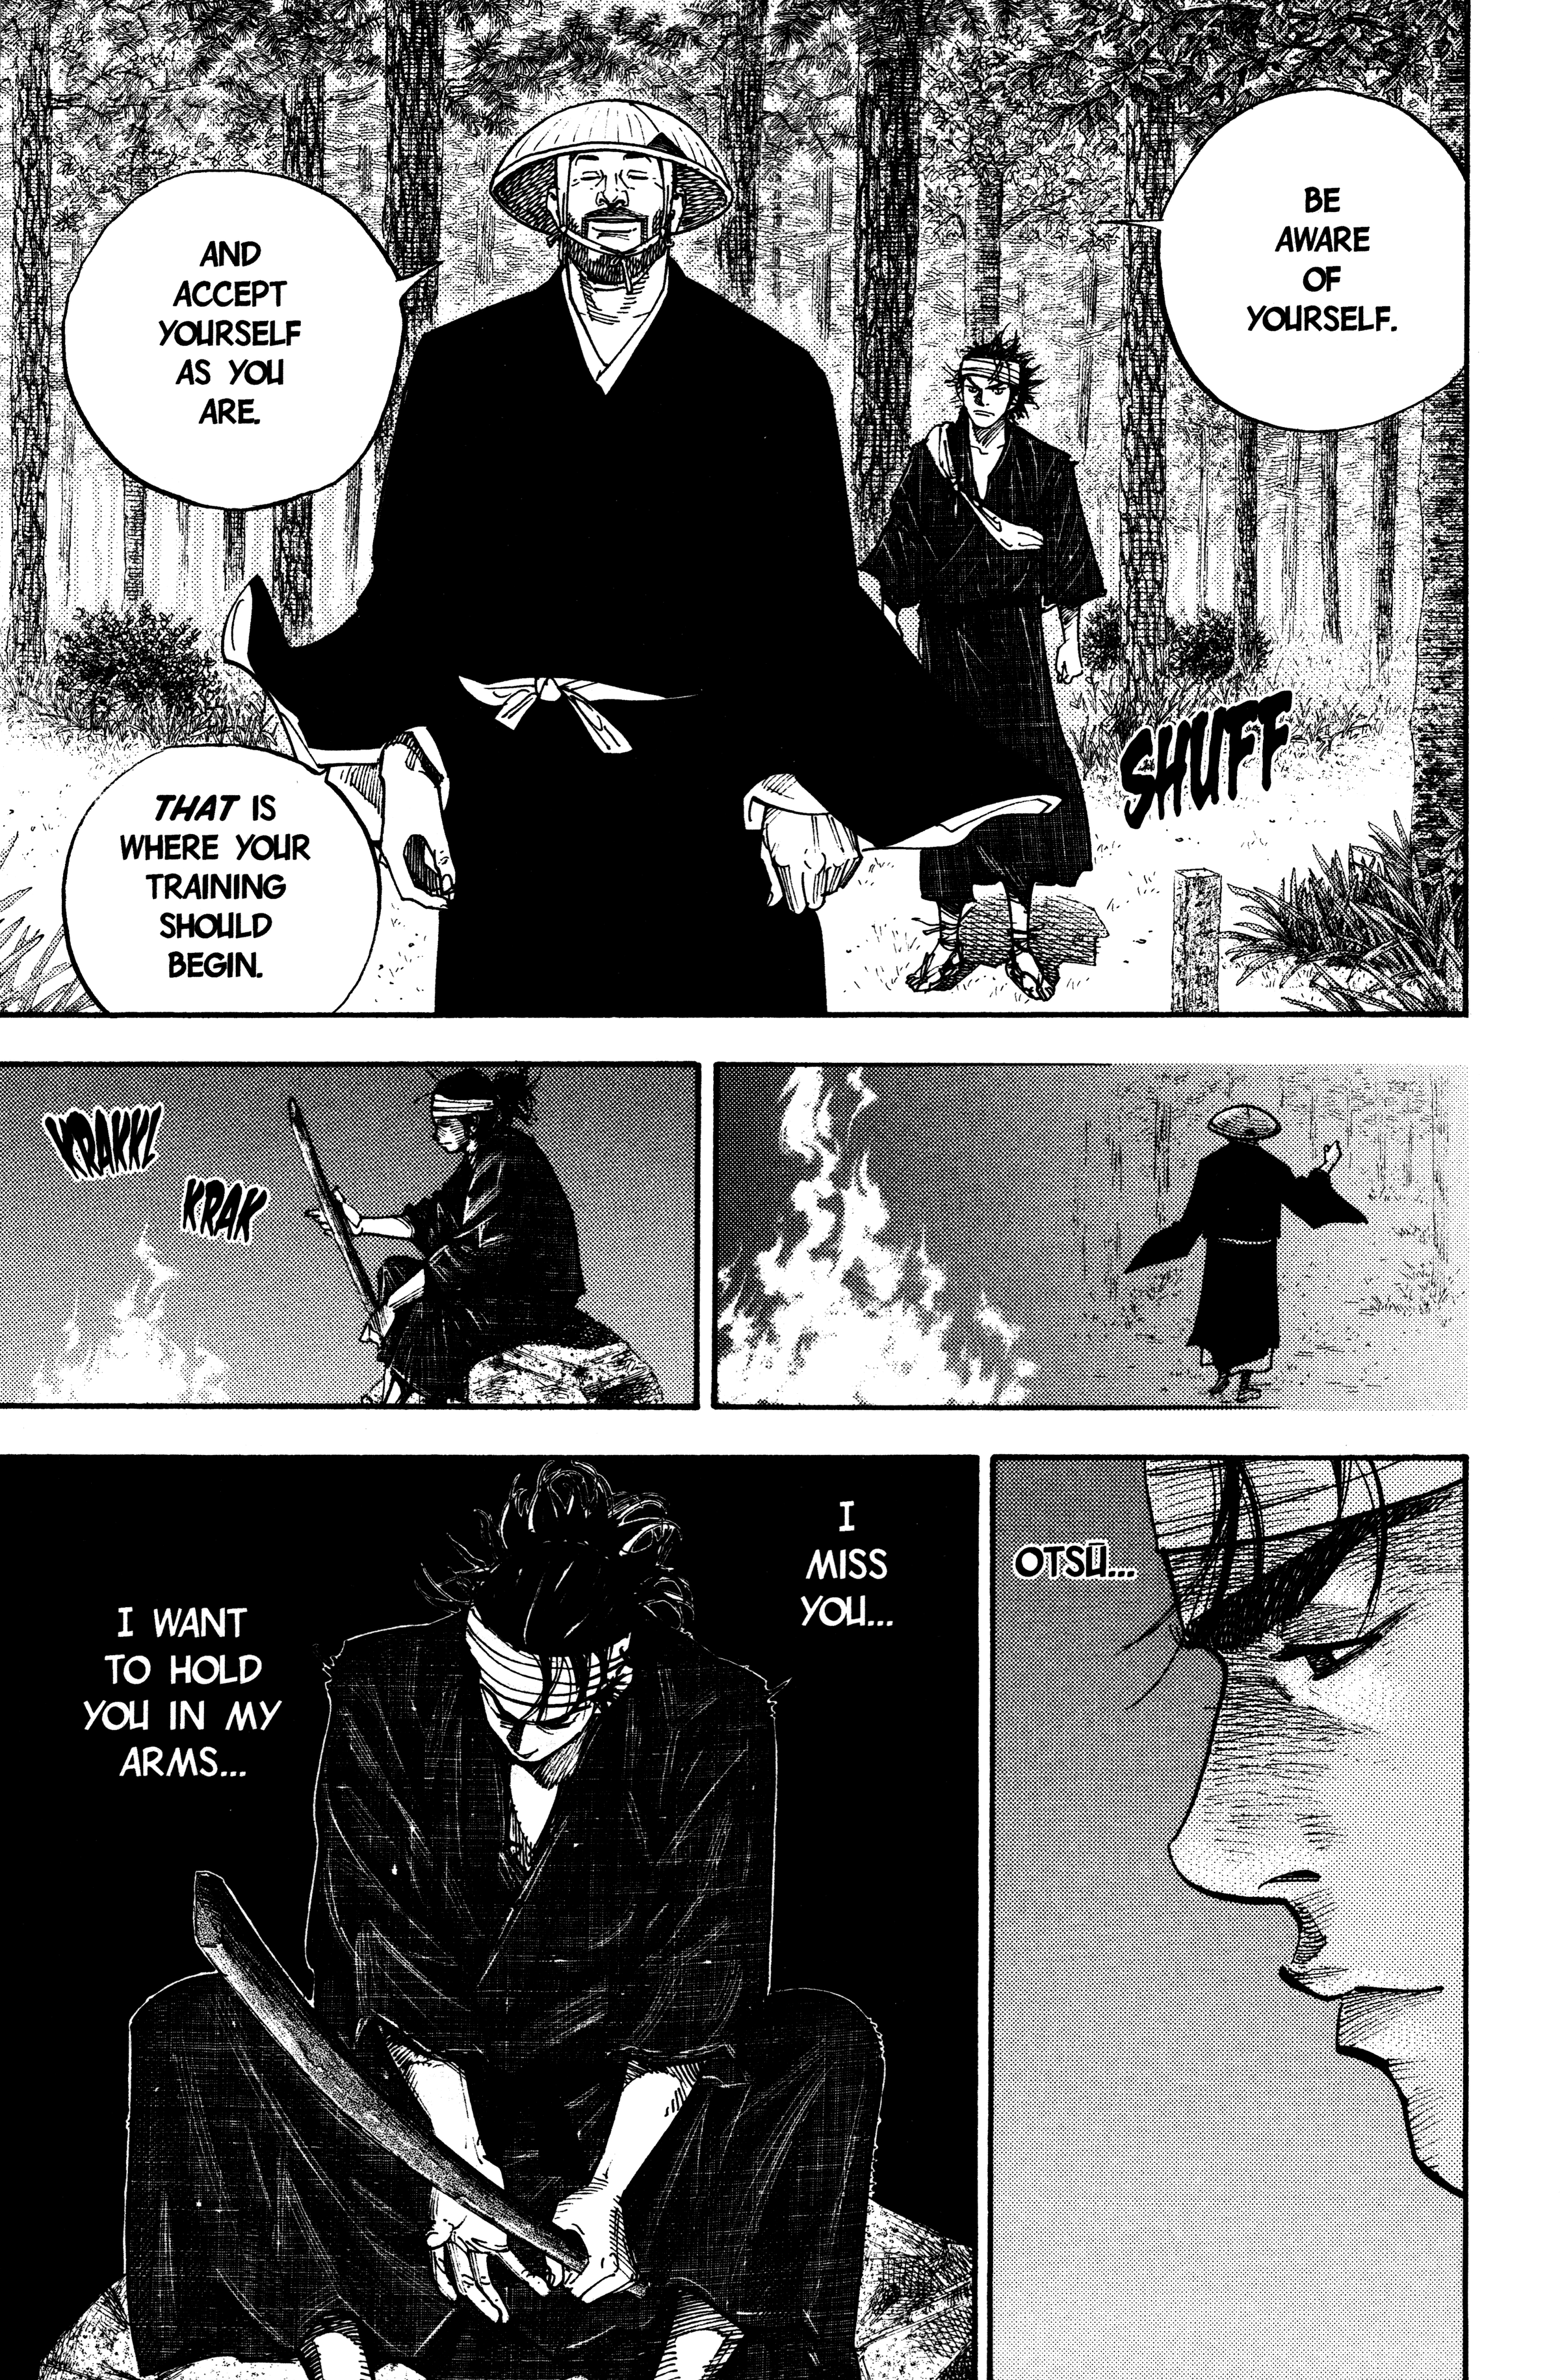 BE
AWARE
OF
YOURSELF.
AND
ACCEPT
YOURSELF
AS YOU
ARE.
SHUFF
THAT IS
WHERE YOUR
TRAINING
SHOULD
BEGIN.
KRAKKL
KRAK
OTSŪ...
I
MISS
YOU...
I WANT
TO HOLD
YOU IN MY
ARMS...